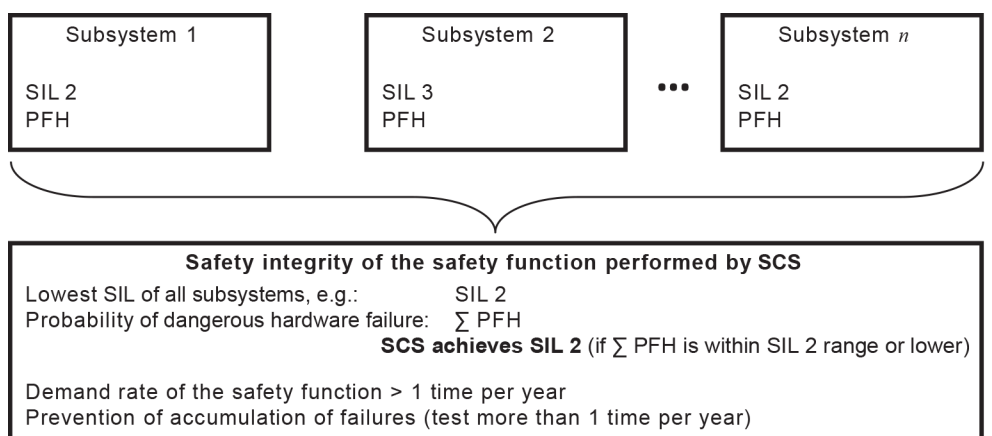 Subsystem 1
SIL 2
PFH
Subsystem 2
SIL 3
PFH
...
Subsystem n
SIL 2
PFH
Safety integrity of the safety function performed by SCS
Lowest SIL of all subsystems, e.g.: SIL 2
Probability of dangerous hardware failure: ∑ PFH
SCS achieves SIL 2 (if ∑ PFH is within SIL 2 range or lower)
Demand rate of the safety function > 1 time per year
Prevention of accumulation of failures (test more than 1 time per year)